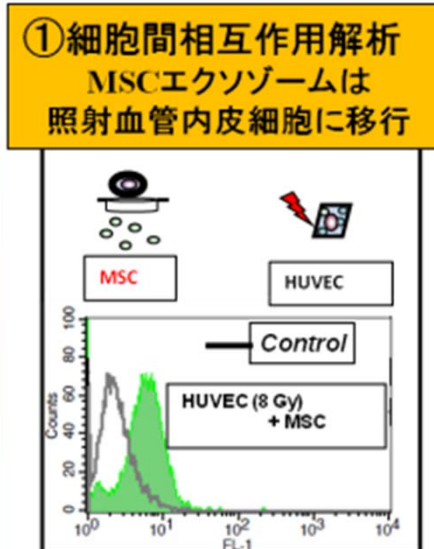 ①細胞間相互作用解析
MSCエクソゾームは
照射血管内皮細胞に移行
MSC
HUVEC
Control
HUVEC (8 Gy)
+ MSC
Counts
100
80
60
40
20
0
10⁰ 10¹ 10² 10³ 10⁴
FL-1